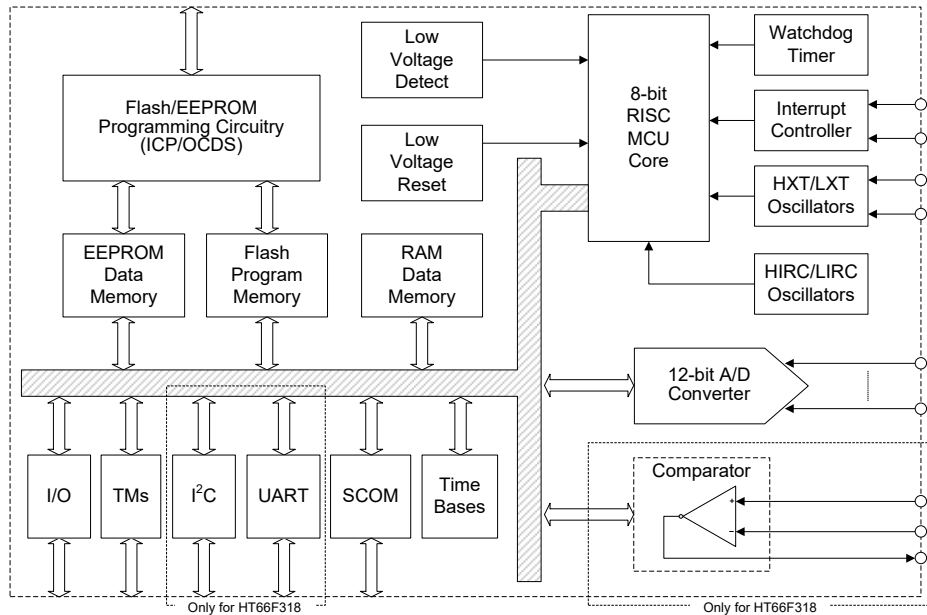 Low
Voltage
Detect
Watchdog
Timer
Flash/EEPROM
Programming Circuitry
(ICP/OCDS)
8-bit
RISC
MCU
Core
Interrupt
Controller
Low
Voltage
Reset
HXT/LXT
Oscillators
EEPROM
Data
Memory
Flash
Program
Memory
RAM
Data
Memory
HIRC/LIRC
Oscillators
12-bit A/D
Converter
I/O
TMs
I²C
UART
SCOM
Time
Bases
Comparator
+
−
Only for HT66F318
Only for HT66F318